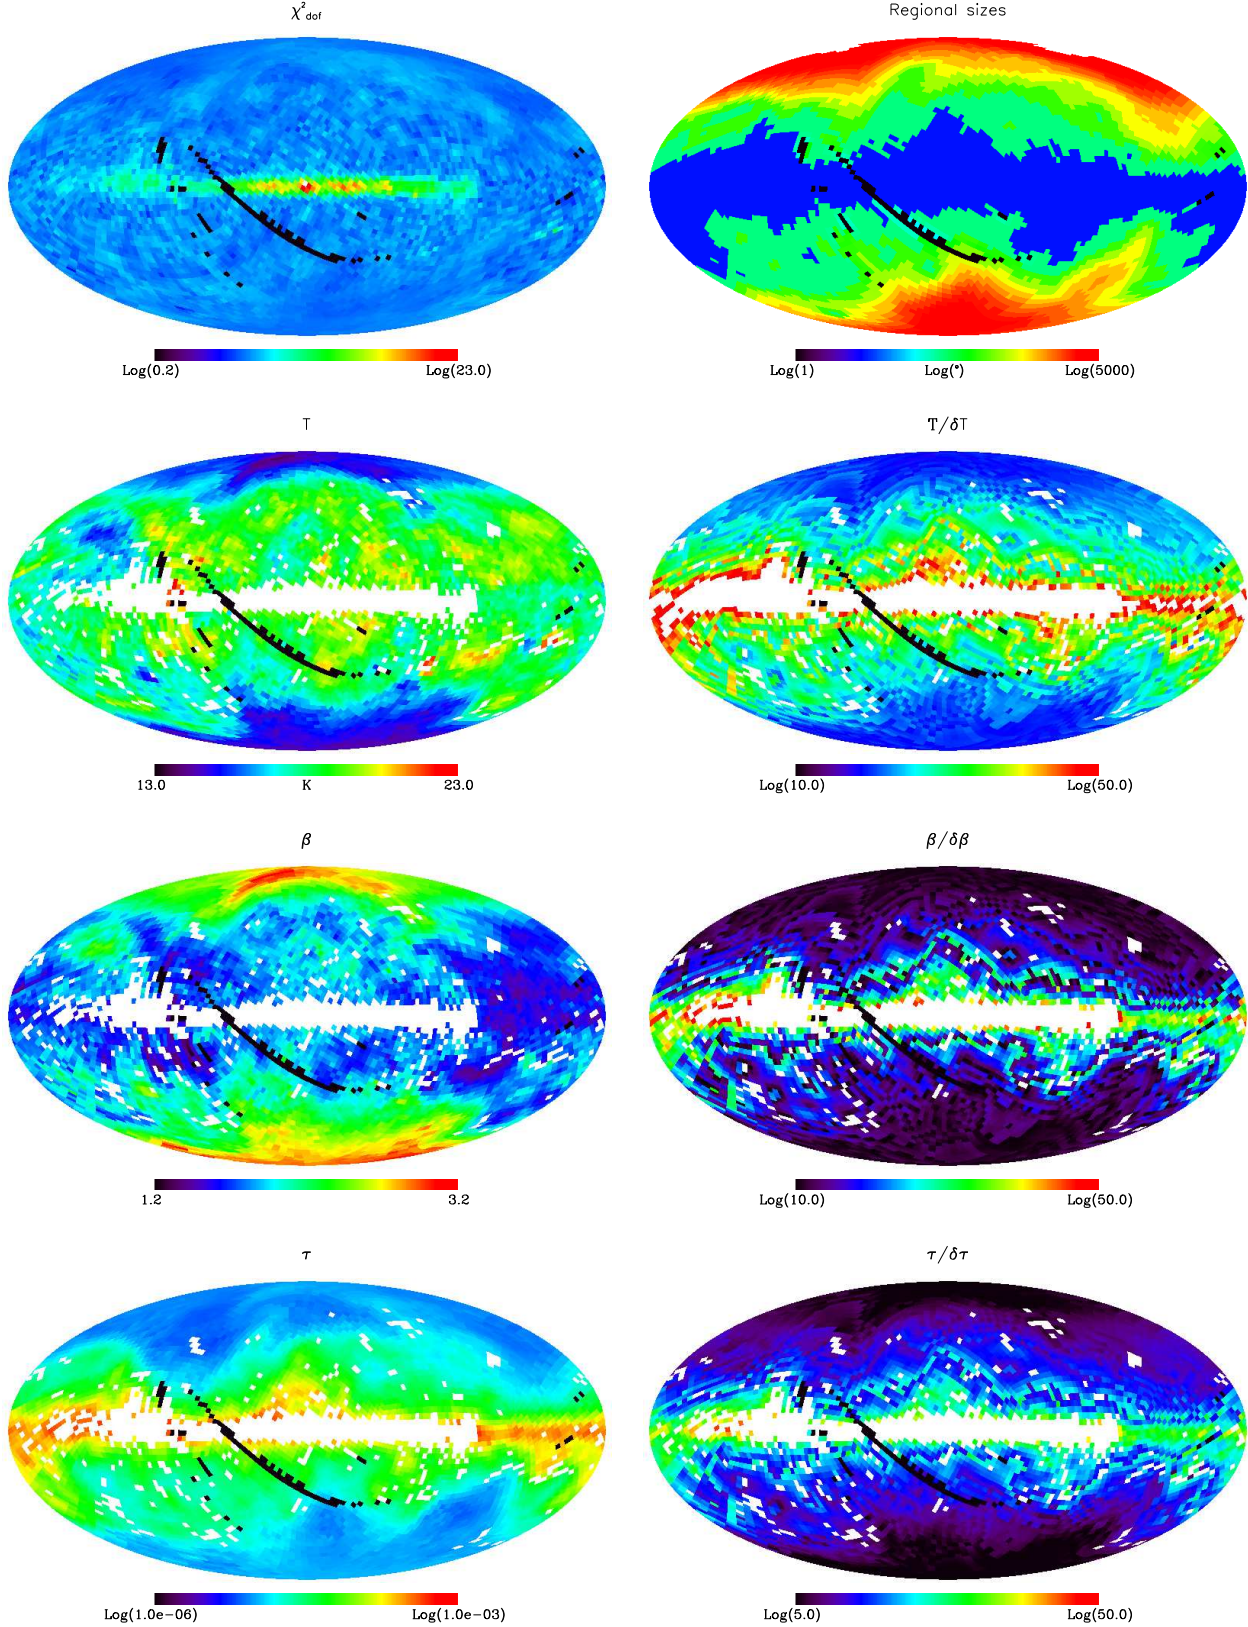 χ²dof
Regional sizes
Log(0.2) Log(23.0)
Log(1) Log(°) Log(5000)
T
T/δT
13.0 K 23.0
Log(10.0) Log(50.0)
β
β/δβ
1.2 3.2
Log(10.0) Log(50.0)
τ
τ/δτ
Log(1.0e-06) Log(1.0e-03)
Log(5.0) Log(50.0)